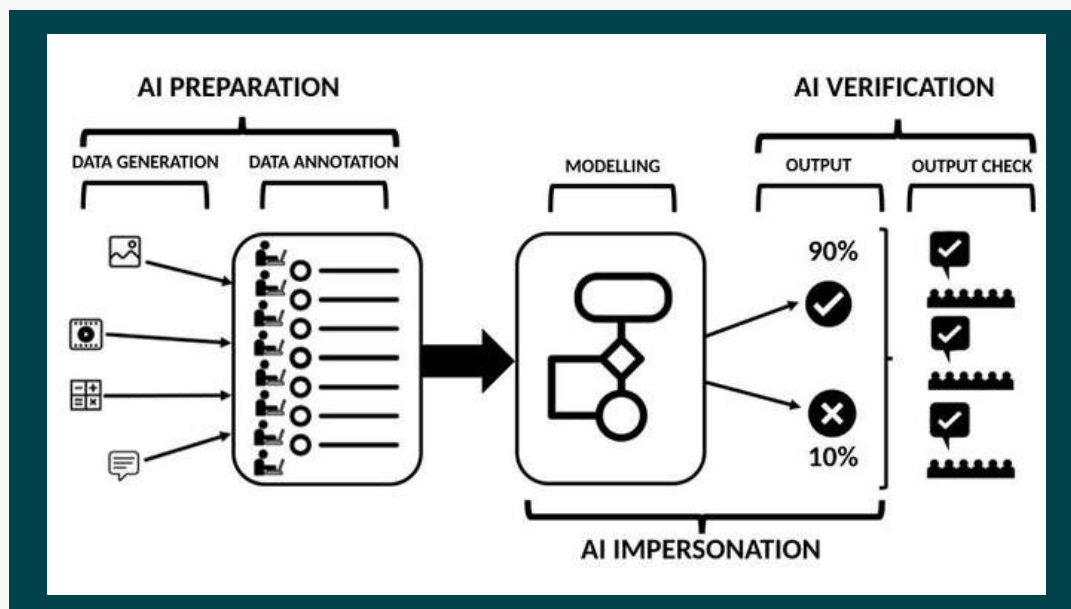 AI PREPARATION
AI VERIFICATION
DATA GENERATION
DATA ANNOTATION
MODELLING
OUTPUT
OUTPUT CHECK
90%
10%
AI IMPERSONATION